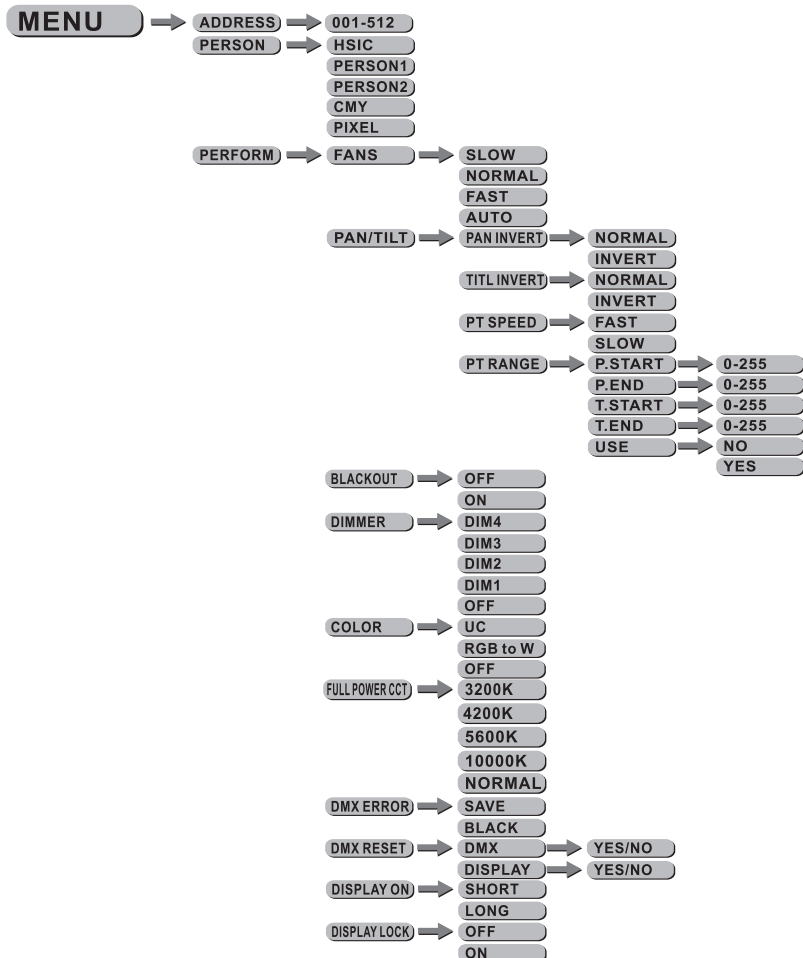 MENU ADDRESS 001-512
PERSON HSIC
PERSON1
PERSON2
CMY
PIXEL
PERFORM FANS SLOW
NORMAL
FAST
AUTO
PAN/TILT PAN INVERT NORMAL
INVERT
TITL INVERT NORMAL
INVERT
PT SPEED FAST
SLOW
PT RANGE P.START 0-255
P.END 0-255
T.START 0-255
T.END 0-255
USE NO
YES
BLACKOUT OFF
ON
DIMMER DIM4
DIM3
DIM2
DIM1
OFF
COLOR UC
RGB to W
OFF
FULL POWER CCT 3200K
4200K
5600K
10000K
NORMAL
DMX ERROR SAVE
BLACK
DMX RESET DMX YES/NO
DISPLAY YES/NO
DISPLAY ON SHORT
LONG
DISPLAY LOCK OFF
ON